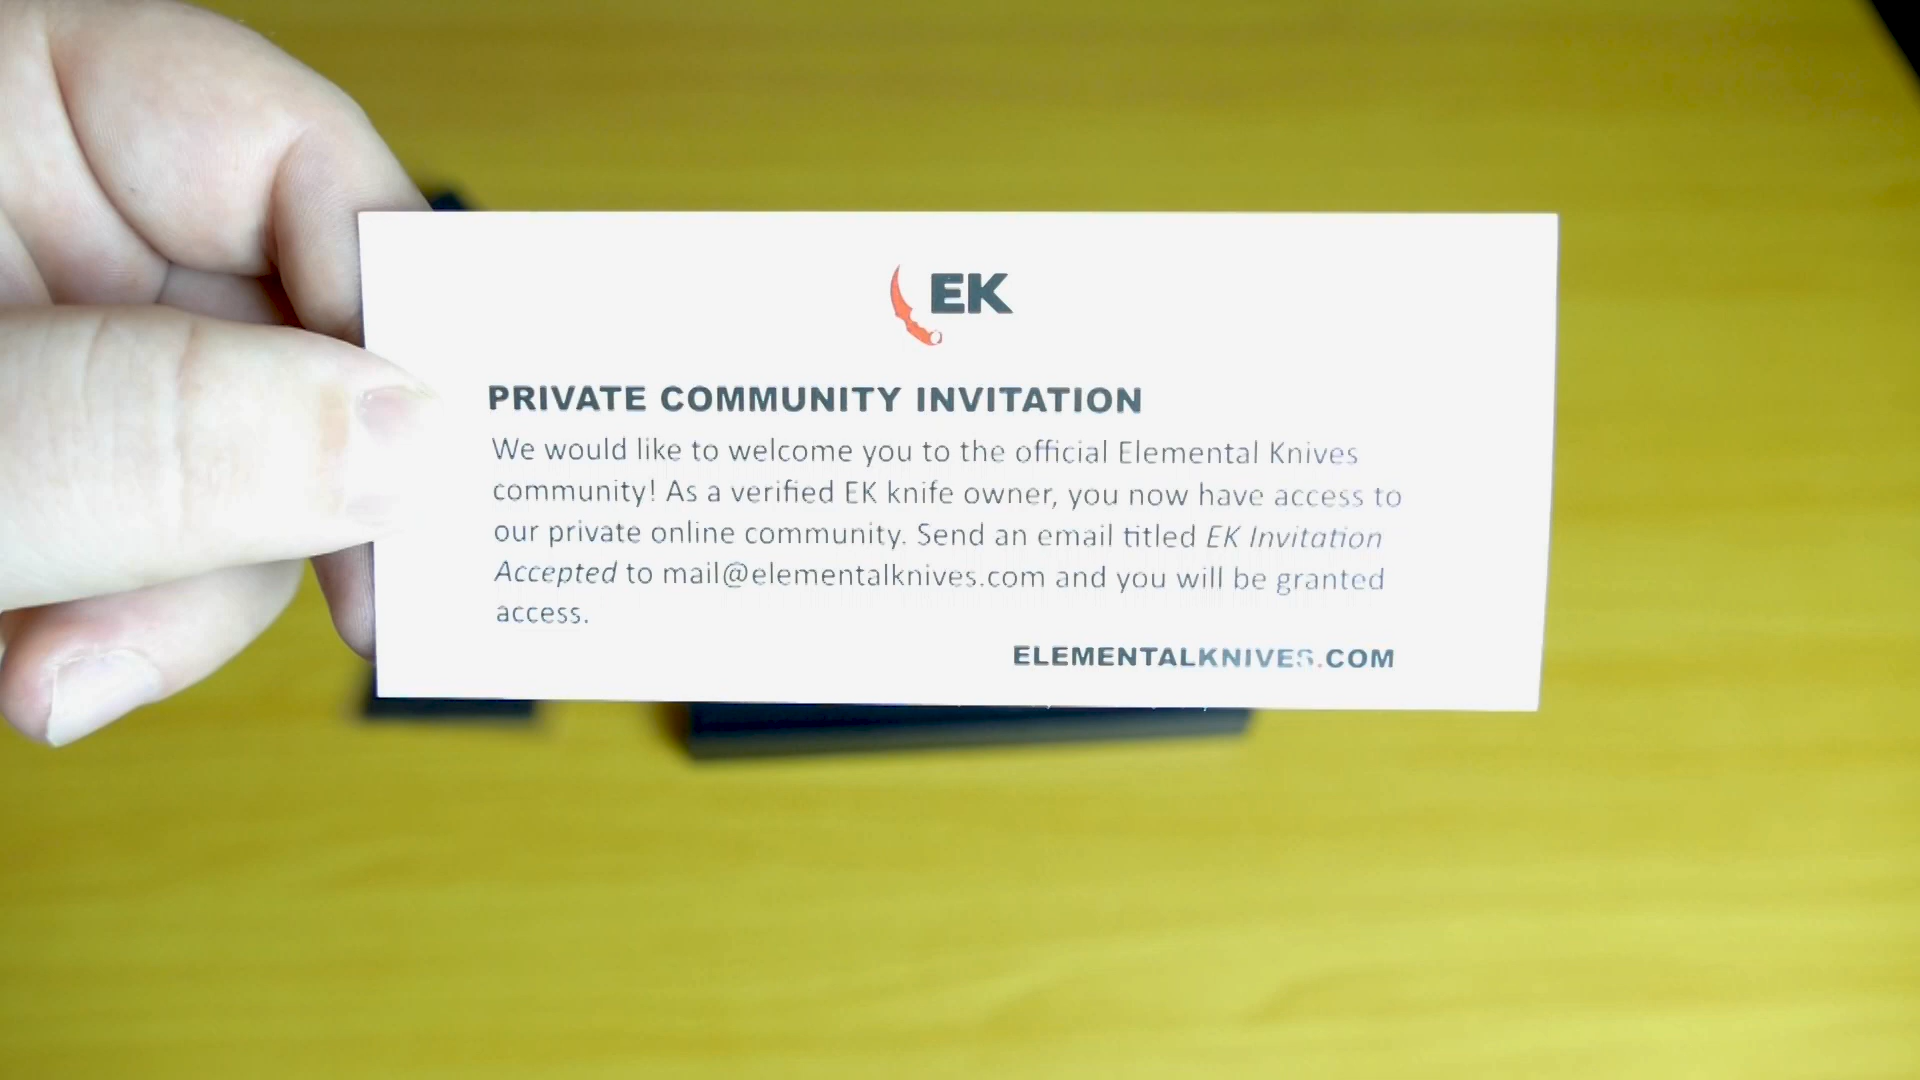 EK
PRIVATE COMMUNITY INVITATION
We would like to welcome you to the official Elemental Knives
community! As a verified EK knife owner, you now have access to
our private online community. Send an email titled EK Invitation
Accepted to mail@elementalknives.com and you will be granted
access.
ELEMENTALKNIVES.COM